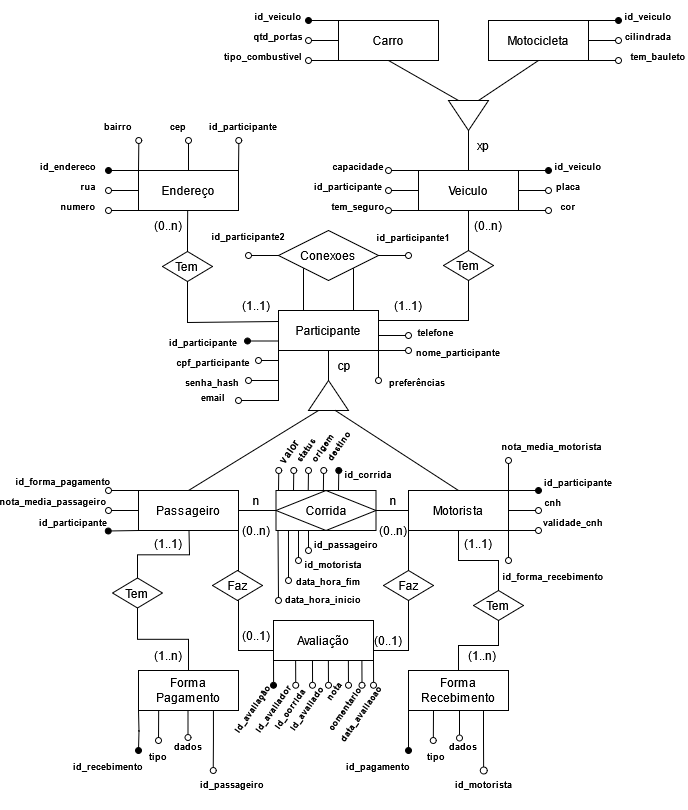 id_veiculo
qtd_portas
tipo_combustivel
Carro
Motocicleta
id_veiculo
cilindrada
tem_bauleto
xp
bairro
cep
id_participante
id_endereco
rua
numero
Endereço
capacidade
id_participante
tem_seguro
Veiculo
id_veiculo
placa
cor
(0..n)
(0..n)
id_participante2
Conexoes
id_participante1
Tem
Tem
(1..1)
(1..1)
Participante
id_participante
cpf_participante
senha_hash
email
telefone
nome_participante
preferências
cp
valor
status
origem
destino
id_corrida
nota_media_motorista
id_forma_pagamento
nota_media_passageiro
id_participante
Passageiro
n
Corrida
n
Motorista
id_participante
cnh
validade_cnh
(1..1)
(0..n)
(0..n)
(1..1)
id_passageiro
id_motorista
data_hora_fim
data_hora_inicio
id_forma_recebimento
Tem
Faz
Faz
Tem
(0..1)
Avaliação
(0..1)
(1..n)
(1..n)
Forma
Pagamento
Forma
Recebimento
id_avaliação
id_avaliador
id_corrida
id_avaliado
nota
comentario
data_avaliacao
id_recebimento
tipo
dados
id_passageiro
id_pagamento
tipo
dados
id_motorista